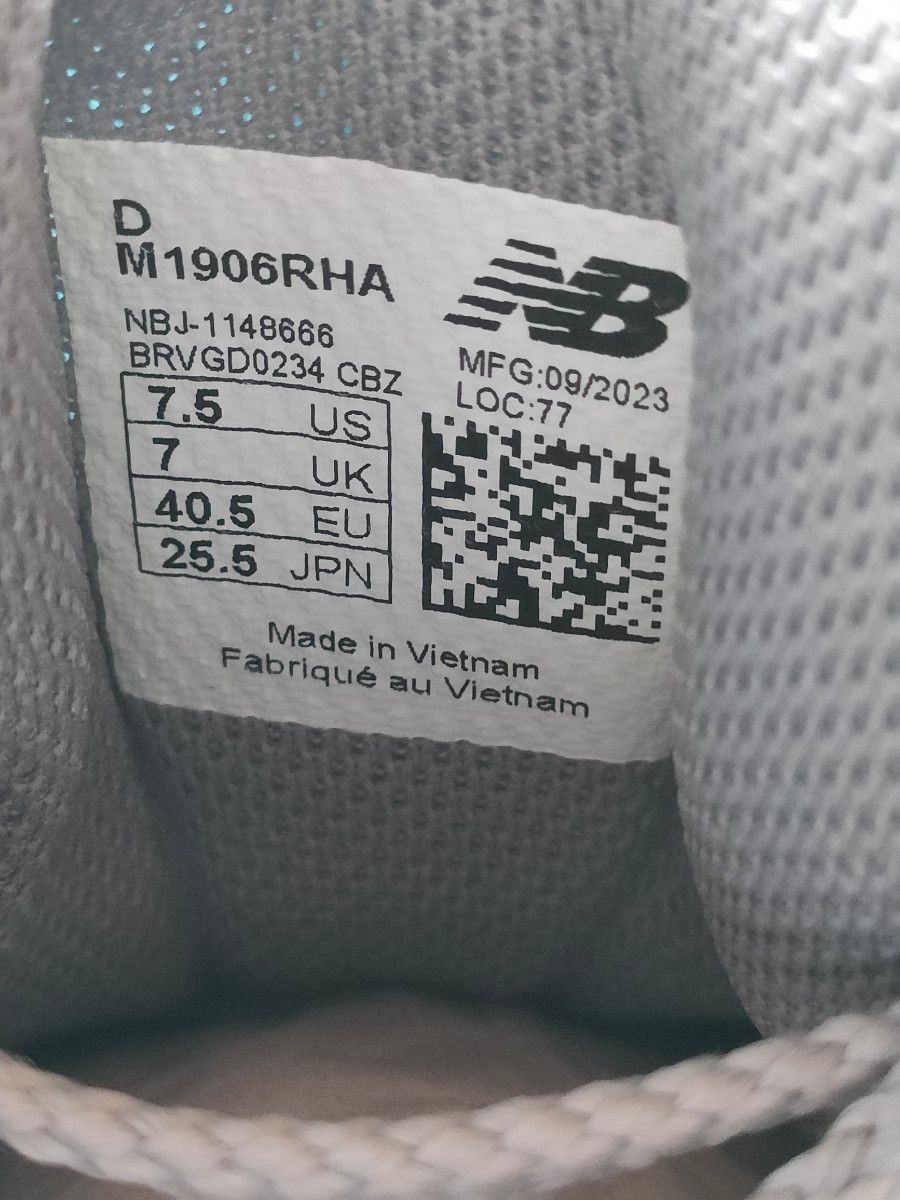 D
M1906RHA
NBJ-1148666
BRVGD0234 CBZ
NB
MFG:09/2023
LOC:77
7.5 US
7 UK
40.5 EU
25.5 JPN
Made in Vietnam
Fabriqué au Vietnam